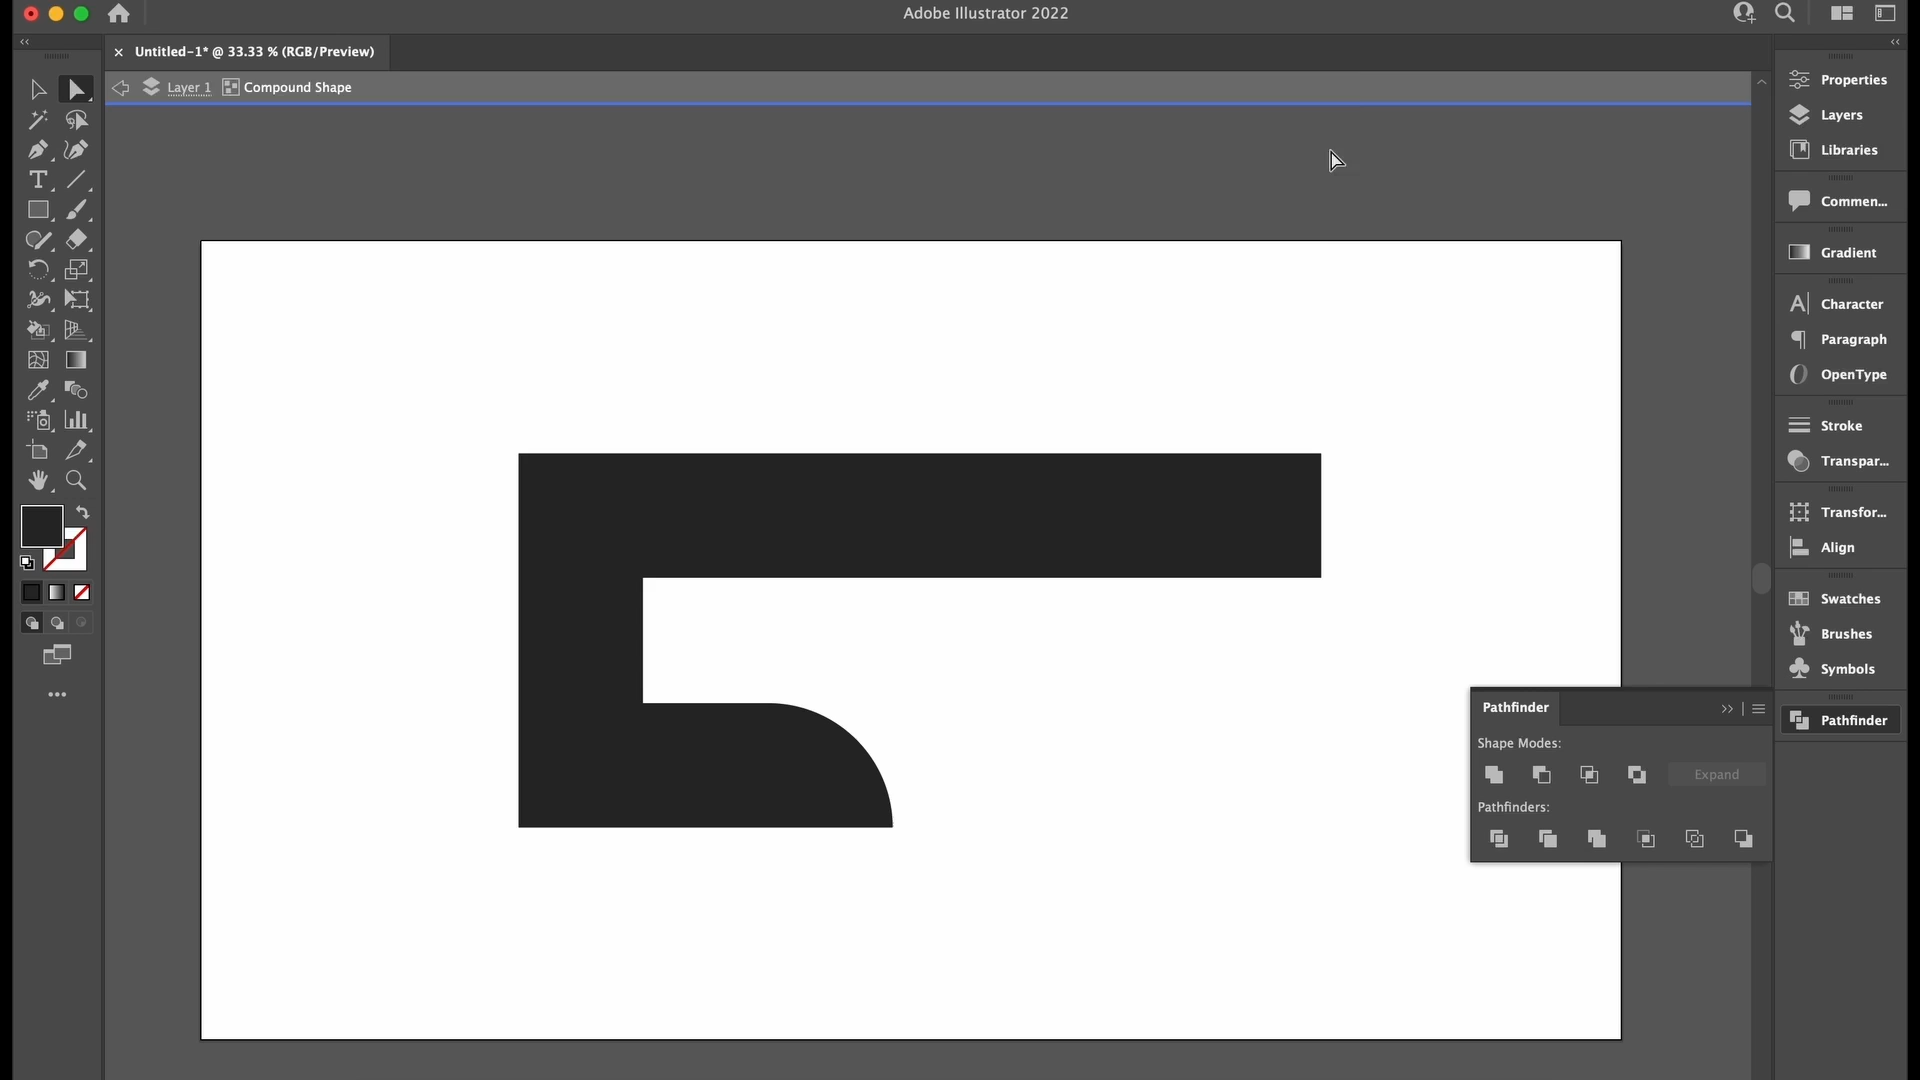 Adobe Illustrator 2022
Untitled-1* @ 33.33 % (RGB/Preview)
Layer 1
Compound Shape
Properties
Layers
Libraries
Commen...
Gradient
Character
Paragraph
OpenType
Stroke
Transpar...
Transfor...
Align
Swatches
Brushes
Symbols
Pathfinder
Pathfinder
Shape Modes:
Expand
Pathfinders: